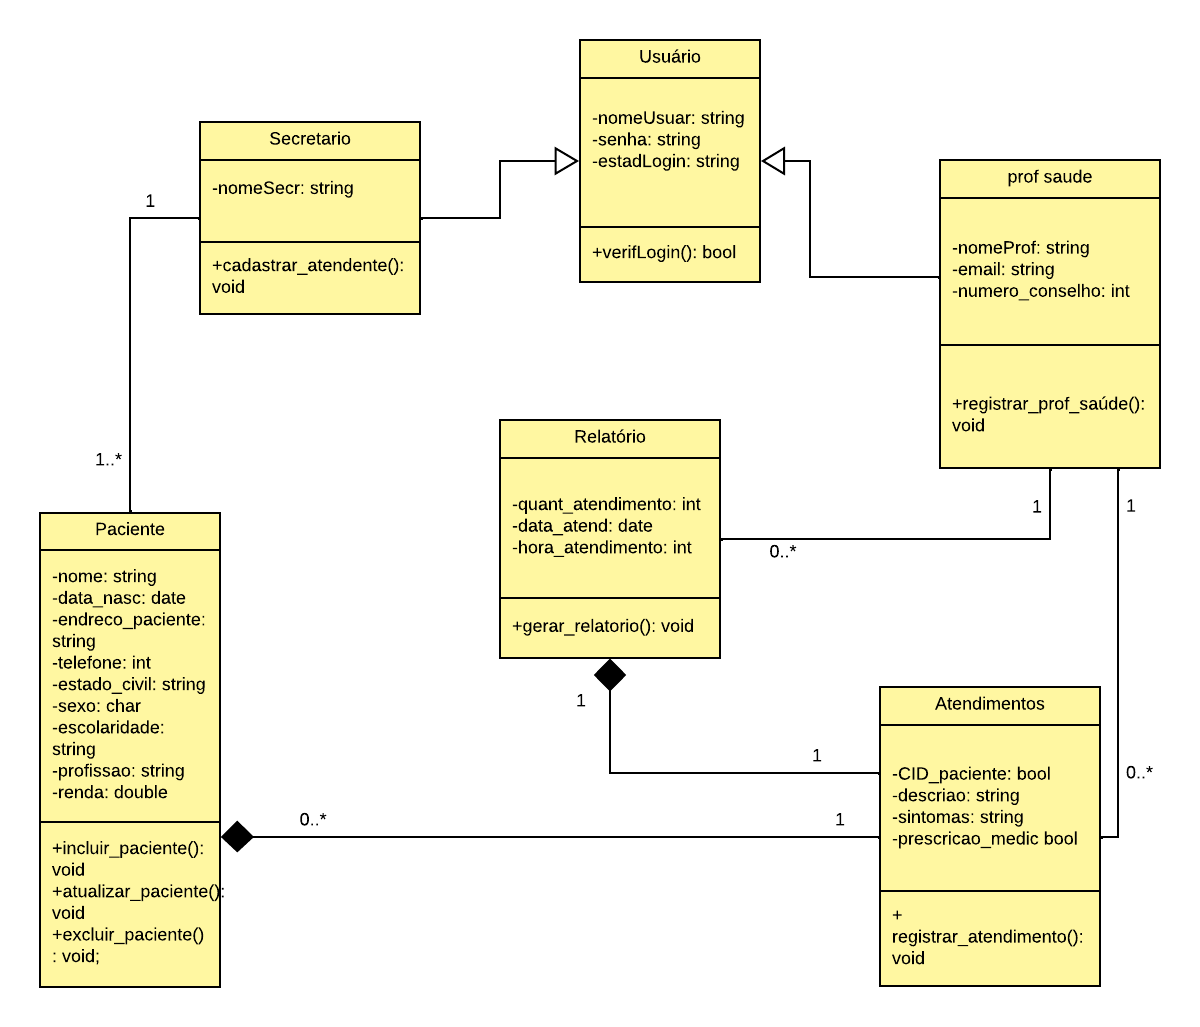 Usuário
-nomeUsuar: string
-senha: string
-estadLogin: string
+verifLogin(): bool
Secretario
-nomeSecr: string
+cadastrar_atendente():
void
prof saude
-nomeProf: string
-email: string
-numero_conselho: int
+registrar_prof_saúde():
void
1
1..*
Relatório
-quant_atendimento: int
-data_atend: date
-hora_atendimento: int
+gerar_relatorio(): void
1
1
0..*
Paciente
-nome: string
-data_nasc: date
-endreco_paciente:
string
-telefone: int
-estado_civil: string
-sexo: char
-escolaridade:
string
-profissao: string
-renda: double
+incluir_paciente():
void
+atualizar_paciente():
void
+excluir_paciente()
: void;
1
1
0..*
0..*
1
Atendimentos
-CID_paciente: bool
-descriao: string
-sintomas: string
-prescricao_medic bool
+
registrar_atendimento():
void